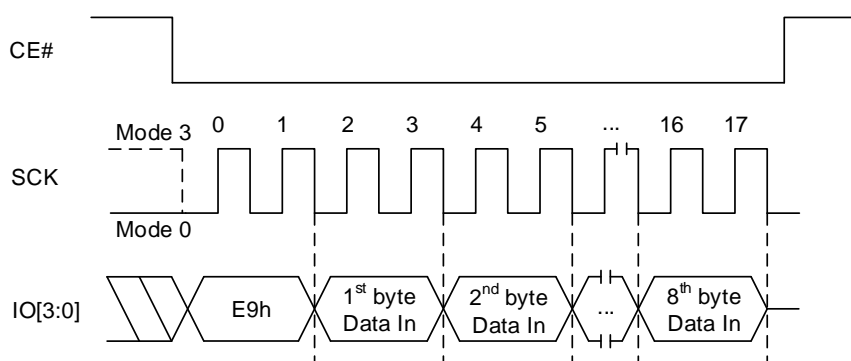 CE#
Mode 3
0 1 2 3 4 5 ... 16 17
SCK
Mode 0
IO[3:0]
E9h
1st byte
Data In
2nd byte
Data In
...
8th byte
Data In